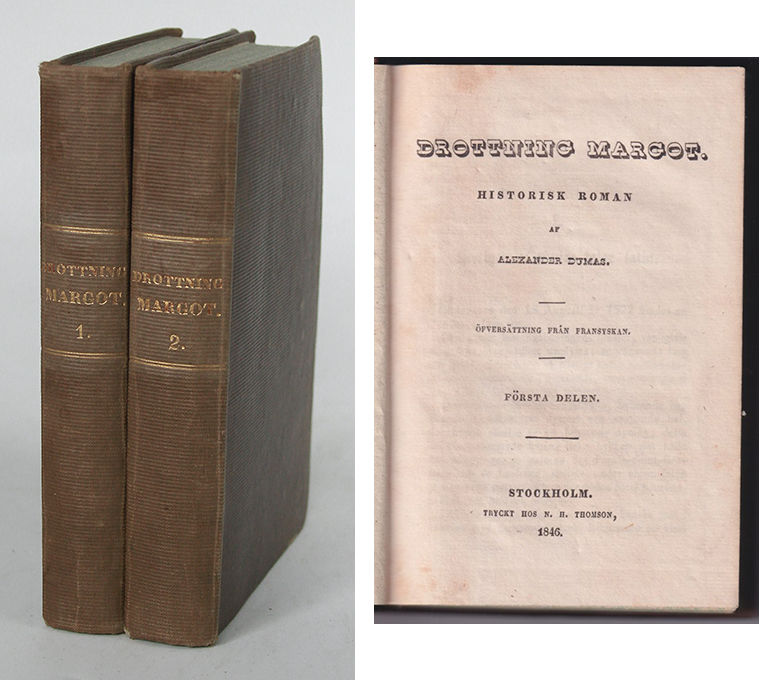 DROTTNING
MARGOT.
1.
DROTTNING
MARGOT.
2.
DROTTNING MARGOT.
HISTORISK ROMAN
AF
ALEXANDER DUMAS.
ÖFVERSÄTTNING FRÅN FRANSYSKAN.
FÖRSTA DELEN.
STOCKHOLM.
TRYCKT HOS N. H. THOMSON,
1846.